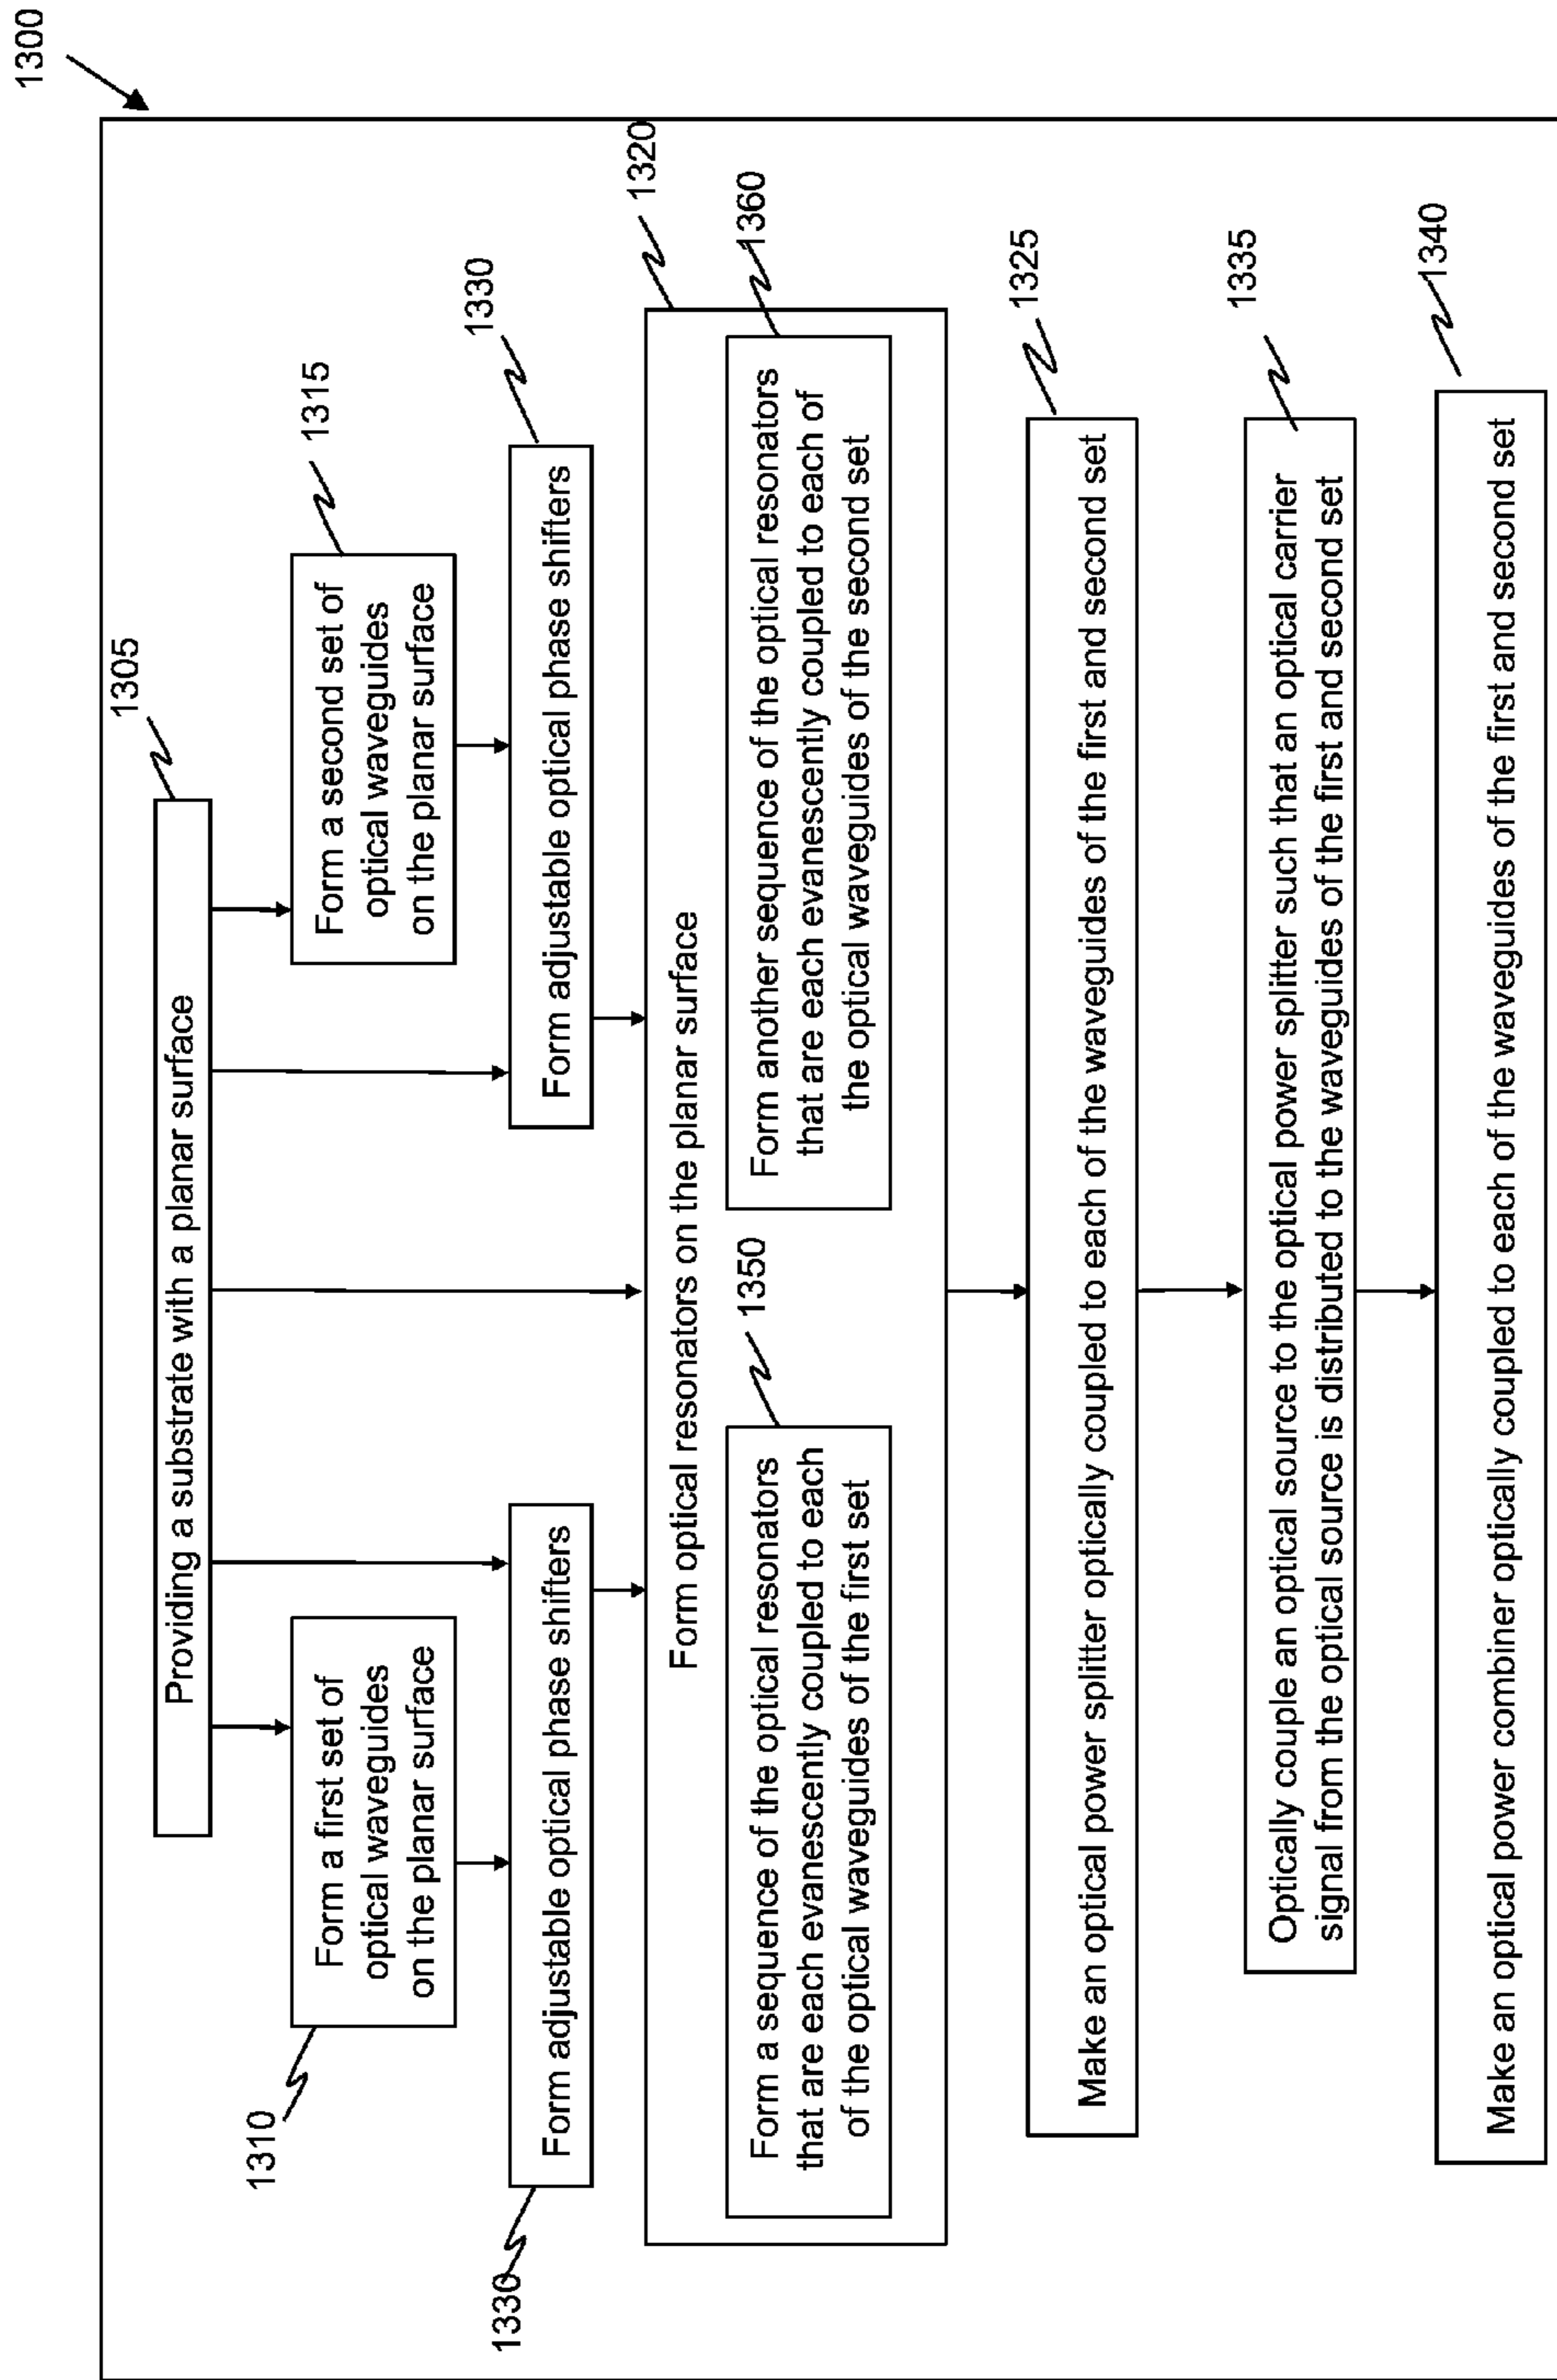 1300
1305
Providing a substrate with a planar surface
1310
Form a first set of
optical waveguides
on the planar surface
1315
Form a second set of
optical waveguides
on the planar surface
1330
Form adjustable optical phase shifters
1330
Form adjustable optical phase shifters
1320
Form optical resonators on the planar surface
1350
Form a sequence of the optical resonators
that are each evanescently coupled to each
of the optical waveguides of the first set
1360
Form another sequence of the optical resonators
that are each evanescently coupled to each of
the optical waveguides of the second set
1325
Make an optical power splitter optically coupled to each of the waveguides of the first and second set
1335
Optically couple an optical source to the optical power splitter such that an optical carrier
signal from the optical source is distributed to the waveguides of the first and second set
1340
Make an optical power combiner optically coupled to each of the waveguides of the first and second set